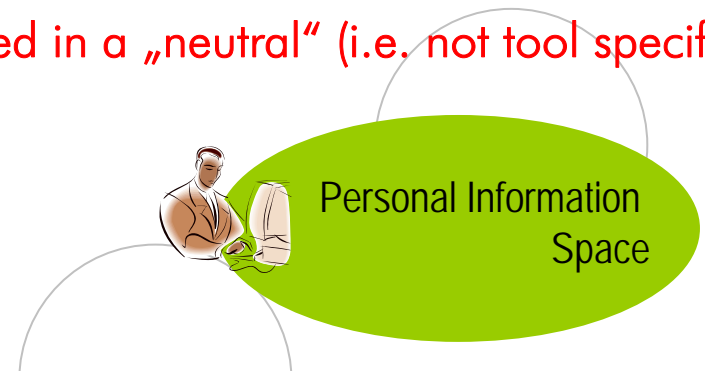 ed in a „neutral“ (i.e. not tool specif
Personal Information
Space